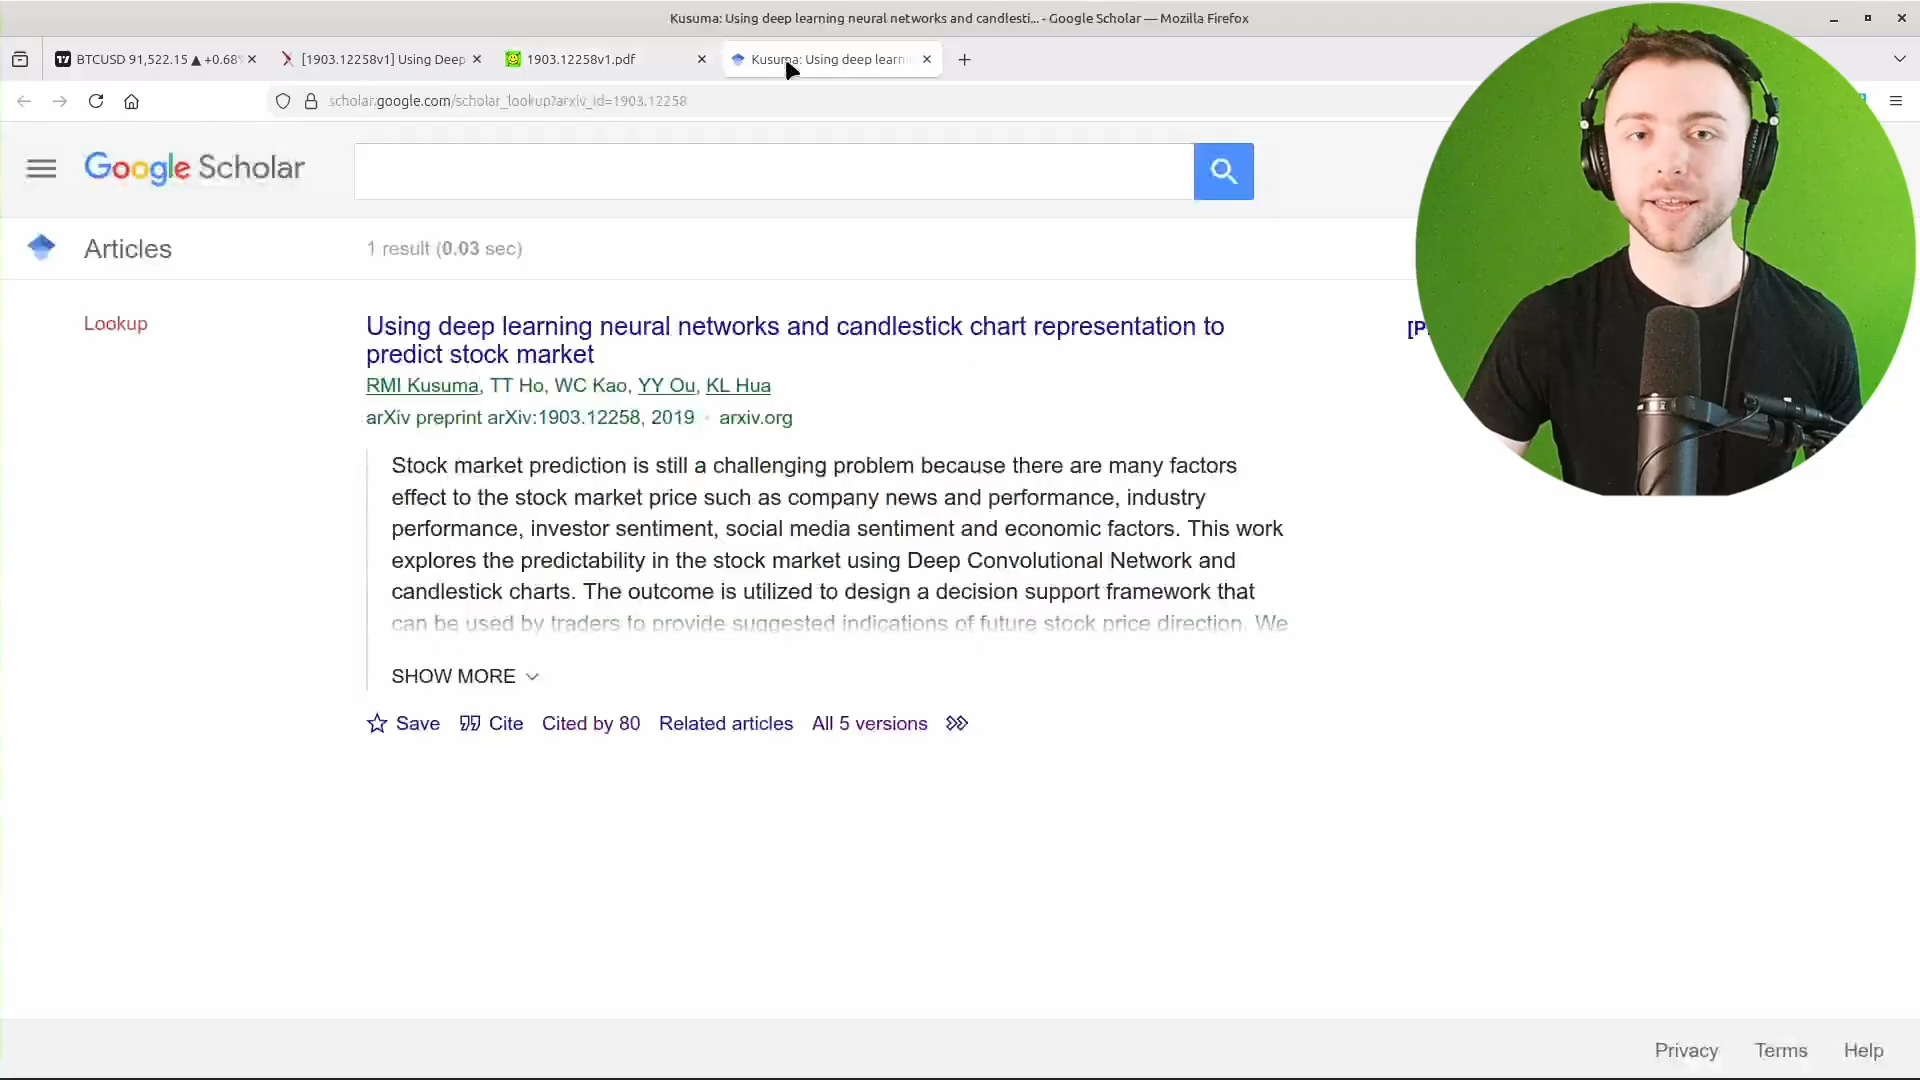 Kusuma: Using deep learning neural networks and candlesti... - Google Scholar — Mozilla Firefox
BTCUSD 91,522.15 ▲ +0.68%
[1903.12258v1] Using Deep
1903.12258v1.pdf
Kusuma: Using deep learni
scholar.google.com/scholar_lookup?arxiv_id=1903.12258
Google Scholar
Articles
1 result (0.03 sec)
Lookup
Using deep learning neural networks and candlestick chart representation to
predict stock market
[P
RMI Kusuma, TT Ho, WC Kao, YY Ou, KL Hua
arXiv preprint arXiv:1903.12258, 2019 · arxiv.org
Stock market prediction is still a challenging problem because there are many factors
effect to the stock market price such as company news and performance, industry
performance, investor sentiment, social media sentiment and economic factors. This work
explores the predictability in the stock market using Deep Convolutional Network and
candlestick charts. The outcome is utilized to design a decision support framework that
can be used by traders to provide suggested indications of future stock price direction. We
SHOW MORE
Save Cite Cited by 80 Related articles All 5 versions
Privacy Terms Help